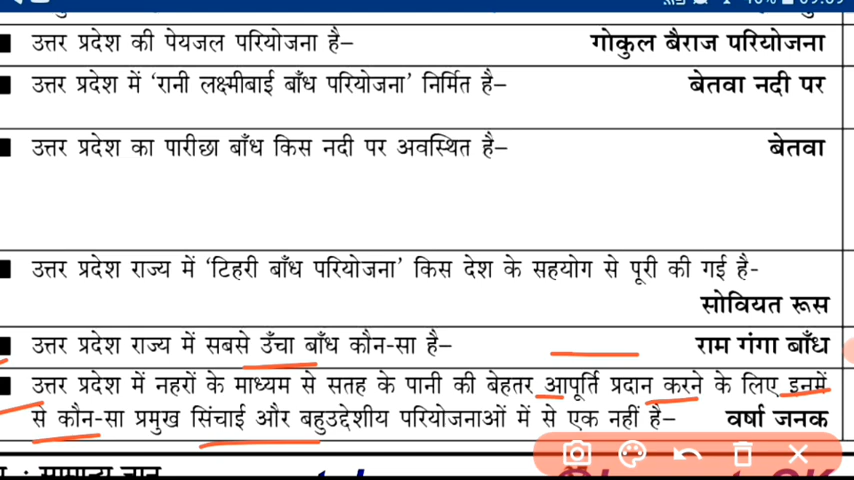 उत्तर प्रदेश की पेयजल परियोजना है– गोकुल बैराज परियोजना
उत्तर प्रदेश में ‘रानी लक्ष्मीबाई बाँध परियोजना’ निर्मित है– बेतवा नदी पर
उत्तर प्रदेश का पारीछा बाँध किस नदी पर अवस्थित है– बेतवा
उत्तर प्रदेश राज्य में ‘टिहरी बाँध परियोजना’ किस देश के सहयोग से पूरी की गई है-
सोवियत रूस
उत्तर प्रदेश राज्य में सबसे उँचा बाँध कौन-सा है– राम गंगा बाँध
उत्तर प्रदेश में नहरों के माध्यम से सतह के पानी की बेहतर आपूर्ति प्रदान करने के लिए इनमें
से कौन-सा प्रमुख सिंचाई और बहुउद्देशीय परियोजनाओं में से एक नहीं है– वर्षा जनक